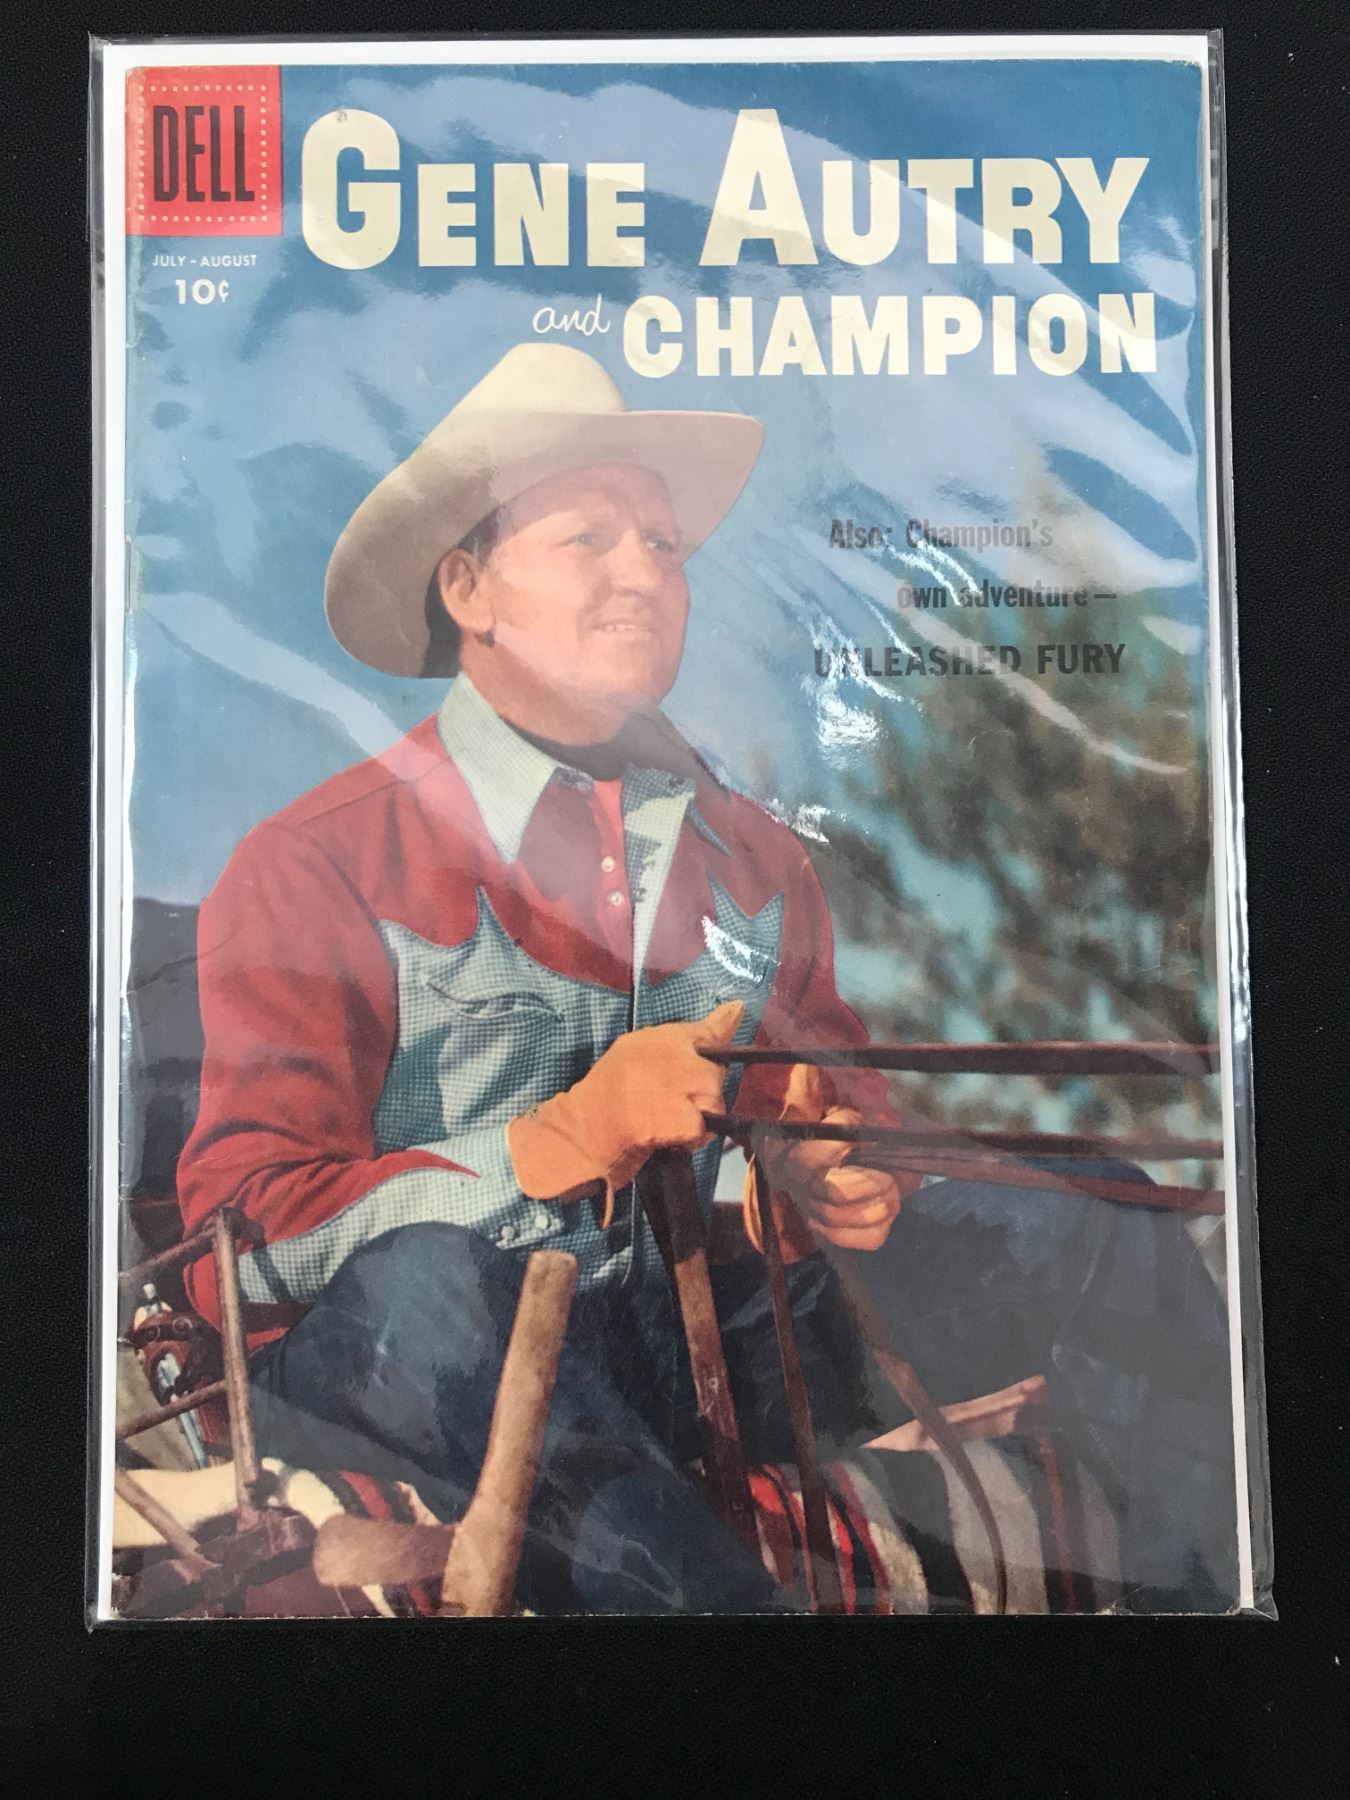 DELL
JULY - AUGUST
10¢
GENE AUTRY
and CHAMPION
Also: Champion's
own adventure—
UNLEASHED FURY